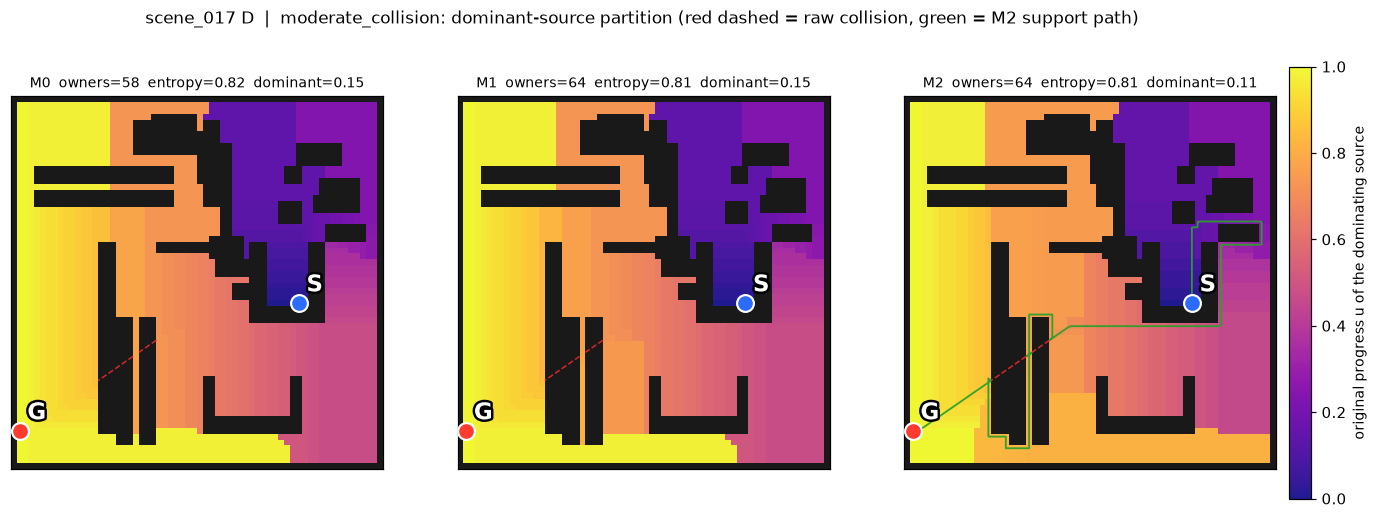 scene_017 D | moderate_collision: dominant-source partition (red dashed = raw collision, green = M2 support path)
M0 owners=58 entropy=0.82 dominant=0.15
M1 owners=64 entropy=0.81 dominant=0.15
M2 owners=64 entropy=0.81 dominant=0.11
S
G
S
G
S
G
1.0
0.8
0.6
0.4
0.2
0.0
original progress u of the dominating source